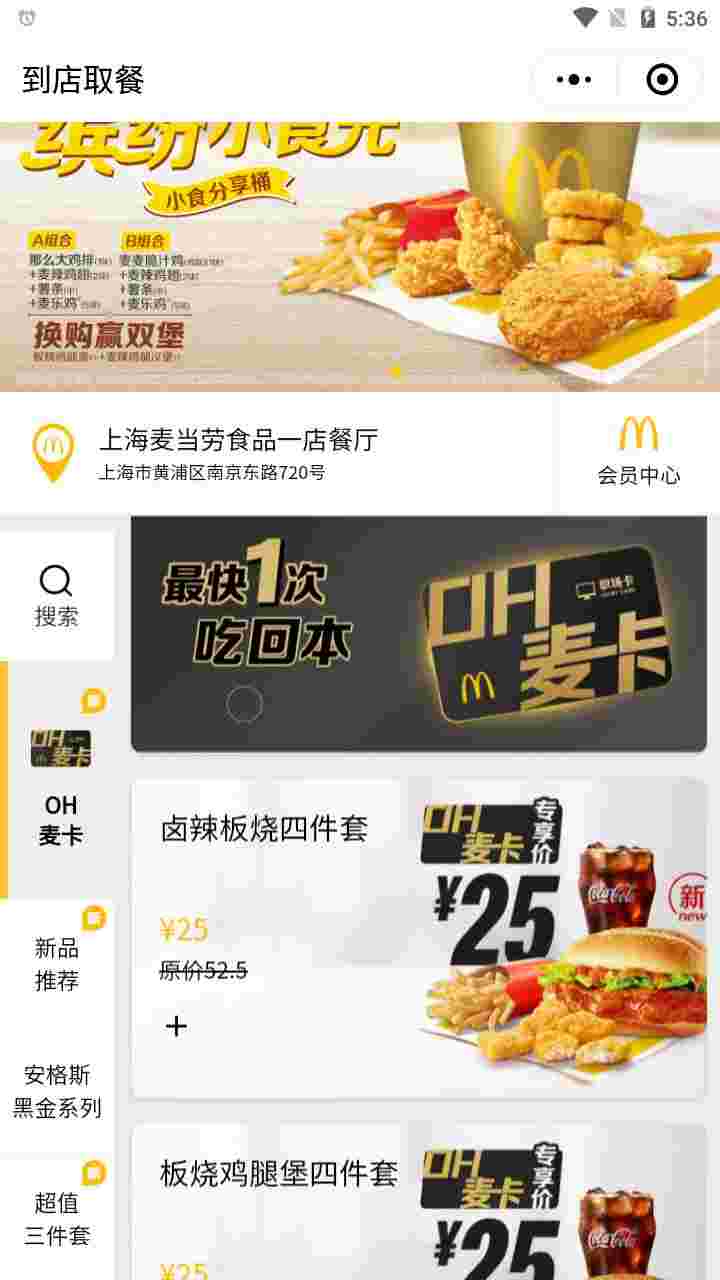 5:36
到店取餐
缤纷小食元
小食分享桶
A组合
B组合
那么大鸡排
麦麦脆汁鸡
+麦辣鸡翅
+麦辣鸡翅
+薯条
+薯条
+麦乐鸡
+麦乐鸡
换购赢双堡
上海麦当劳食品一店餐厅
上海市黄浦区南京东路720号
会员中心
搜索
最快1次
吃回本
OH
麦卡
OH
麦卡
OH
麦卡
卤辣板烧四件套
¥25
原价52.5
+
OH
麦卡
专享价
¥25
Coca-Cola
新
new
新品
推荐
安格斯
黑金系列
超值
三件套
板烧鸡腿堡四件套
¥25
OH
麦卡
专享价
¥25
Coca-Cola